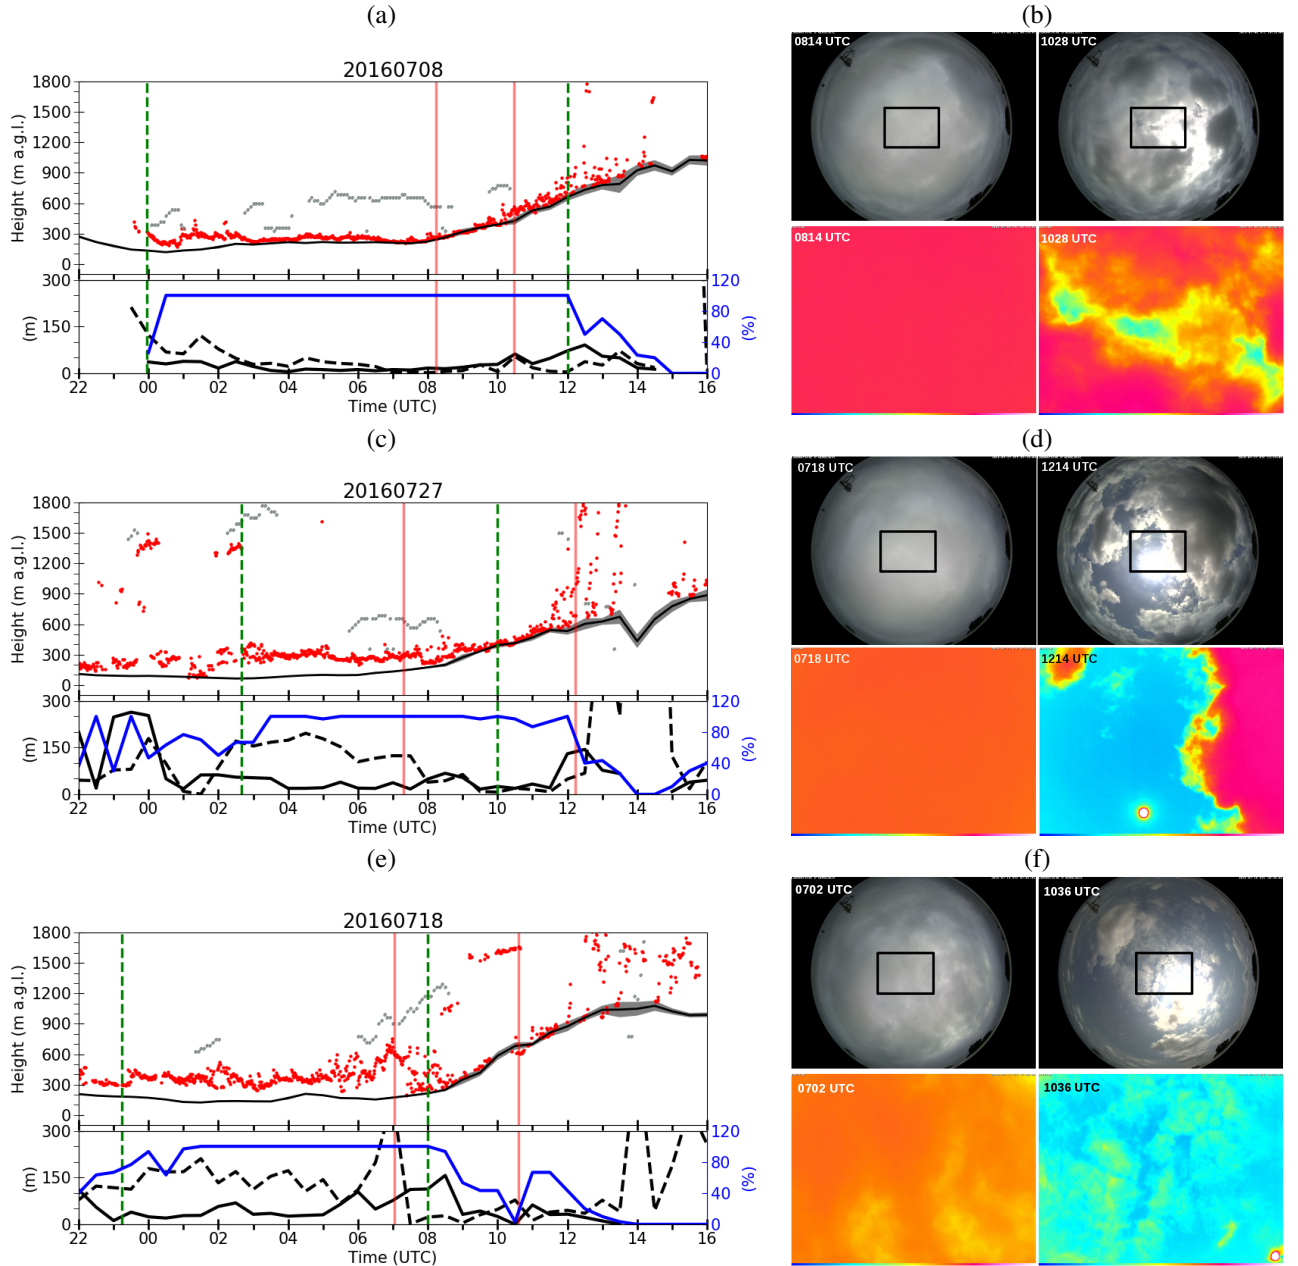 (a)
20160708
Height (m a.g.l.)
1800
1500
1200
900
600
300
0
300
150
0
(m)
120
80
40
0
(%)
22 00 02 04 06 08 10 12 14 16
Time (UTC)
(b)
0814 UTC
1028 UTC
0814 UTC
1028 UTC
(c)
20160727
Height (m a.g.l.)
1800
1500
1200
900
600
300
0
300
150
0
(m)
120
80
40
0
(%)
22 00 02 04 06 08 10 12 14 16
Time (UTC)
(d)
0718 UTC
1214 UTC
0718 UTC
1214 UTC
(e)
20160718
Height (m a.g.l.)
1800
1500
1200
900
600
300
0
300
150
0
(m)
120
80
40
0
(%)
22 00 02 04 06 08 10 12 14 16
Time (UTC)
(f)
0702 UTC
1036 UTC
0702 UTC
1036 UTC